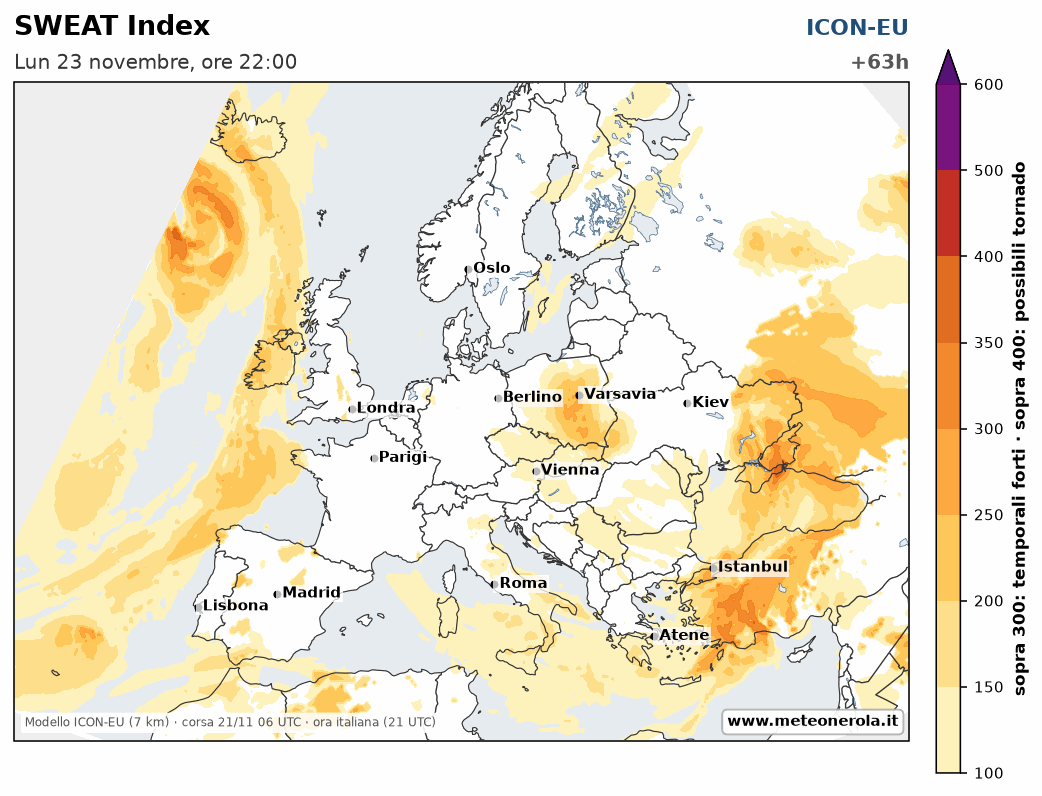 SWEAT Index
ICON-EU
Lun 23 novembre, ore 22:00
+63h
Oslo
Londra
Berlino
Varsavia
Kiev
Parigi
Vienna
Istanbul
Roma
Madrid
Lisbona
Atene
Modello ICON-EU (7 km) · corsa 21/11 06 UTC · ora italiana (21 UTC)
www.meteonerola.it
600
500
400
350
300
250
200
150
100
sopra 300: temporali forti · sopra 400: possibili tornado